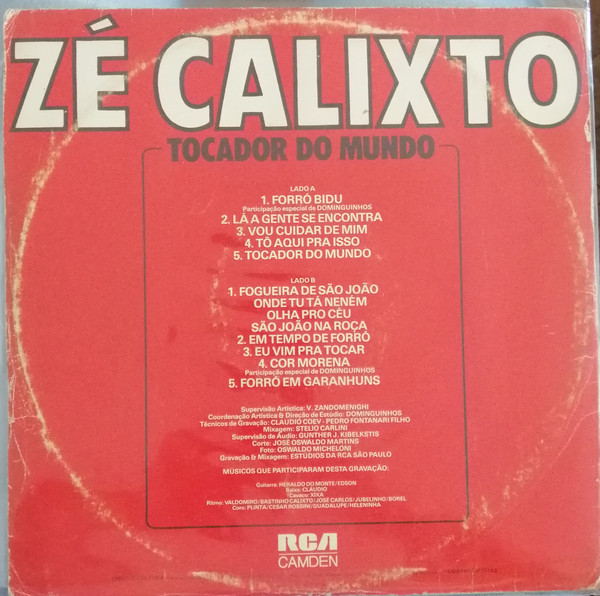 ZÉ CALIXTO
TOCADOR DO MUNDO
LADO A
1. FORRÓ BIDU
Participação especial de DOMINGUINHOS
2. LÁ A GENTE SE ENCONTRA
3. VOU CUIDAR DE MIM
4. TÔ AQUI PRA ISSO
5. TOCADOR DO MUNDO
LADO B
1. FOGUEIRA DE SÃO JOÃO
ONDE TU TÁ NENÉM
OLHA PRO CÉU
SÃO JOÃO NA ROÇA
2. EM TEMPO DE FORRÓ
3. EU VIM PRA TOCAR
4. COR MORENA
Participação especial de DOMINGUINHOS
5. FORRÓ EM GARANHUNS
Supervisão Artística: V. ZANDOMENIGHI
Coordenação Artística & Direção de Estúdio: DOMINGUINHOS
Técnicos de Gravação: CLAUDIO COEV - PEDRO FONTANARI FILHO
Mixagem: STELIO CARLINI
Supervisão de Áudio: GUNTHER J. KIBELKSTIS
Corte: JOSÉ OSWALDO MARTINS
Foto: OSWALDO MICHELONI
Gravação & Mixagem: ESTÚDIOS DA RCA SÃO PAULO
MÚSICOS QUE PARTICIPARAM DESTA GRAVAÇÃO:
Guitarra: HERALDO DO MONTE/EDSON
Baixo: CLAUDIO
Cavaco: XIXA
Ritmo: VALDOMIRO/BASTINHO CALIXTO/JOSÉ CARLOS/JUBILINHO/BOREL
Coro: PLINTA/CESAR ROSSINI/GUADALUPE/HELENINHA
RCA
CAMDEN